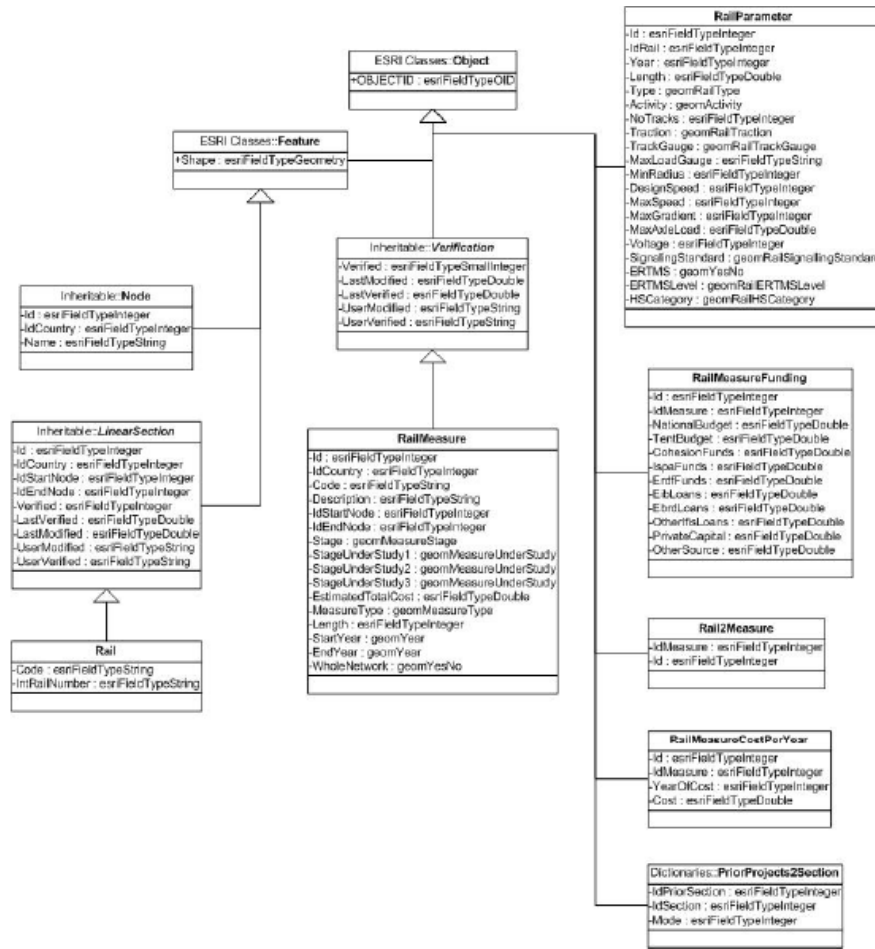 ESRI Classes::Object
+OBJECTID : esriFieldTypeOID
ESRI Classes::Feature
+Shape : esriFieldTypeGeometry
Inheritable::Verification
-Verified : esriFieldTypeSmallInteger
-LastModified : esriFieldTypeDouble
-LastVerified : esriFieldTypeDouble
-UserModified : esriFieldTypeString
-UserVerified : esriFieldTypeString
Inheritable::Node
-Id : esriFieldTypeInteger
-IdCountry : esriFieldTypeInteger
-Name : esriFieldTypeString
Inheritable::LinearSection
-Id : esriFieldTypeInteger
-IdCountry : esriFieldTypeInteger
-IdStartNode : esriFieldTypeInteger
-IdEndNode : esriFieldTypeInteger
-Verified : esriFieldTypeInteger
-LastVerified : esriFieldTypeDouble
-LastModified : esriFieldTypeDouble
-UserModified : esriFieldTypeString
-UserVerified : esriFieldTypeString
Rail
-Code : esriFieldTypeString
-IntRailNumber : esriFieldTypeString
RailMeasure
-Id : esriFieldTypeInteger
-IdCountry : esriFieldTypeInteger
-Code : esriFieldTypeString
-Description : esriFieldTypeString
-IdStartNode : esriFieldTypeInteger
-IdEndNode : esriFieldTypeInteger
-Stage : geomMeasureStage
-StageUnderStudy1 : geomMeasureUnderStudy
-StageUnderStudy2 : geomMeasureUnderStudy
-StageUnderStudy3 : geomMeasureUnderStudy
-EstimatedTotalCost : esriFieldTypeDouble
-MeasureType : geomMeasureType
-Length : esriFieldTypeInteger
-StartYear : geomYear
-EndYear : geomYear
-WholeNetwork : geomYesNo
RailParameter
-Id : esriFieldTypeInteger
-IdRail : esriFieldTypeInteger
-Year : esriFieldTypeInteger
-Length : esriFieldTypeDouble
-Type : geomRailType
-Activity : geomActivity
-NoTracks : esriFieldTypeInteger
-Traction : geomRailTraction
-TrackGauge : geomRailTrackGauge
-MaxLoadGauge : esriFieldTypeString
-MinRadius : esriFieldTypeInteger
-DesignSpeed : esriFieldTypeInteger
-MaxSpeed : esriFieldTypeInteger
-MaxGradient : esriFieldTypeInteger
-MaxAxleLoad : esriFieldTypeDouble
-Voltage : esriFieldTypeInteger
-SignalingStandard : geomRailSignallingStandard
-ERTMS : geomYesNo
-ERTMSLevel : geomRailERTMSLevel
-HSCategory : geomRailHSCategory
RailMeasureFunding
-Id : esriFieldTypeInteger
-IdMeasure : esriFieldTypeInteger
-NationalBudget : esriFieldTypeDouble
-TentBudget : esriFieldTypeDouble
-CohesionFunds : esriFieldTypeDouble
-IspaFunds : esriFieldTypeDouble
-ErdfFunds : esriFieldTypeDouble
-EibLoans : esriFieldTypeDouble
-EbrdLoans : esriFieldTypeDouble
-OtherIfisLoans : esriFieldTypeDouble
-PrivateCapital : esriFieldTypeDouble
-OtherSource : esriFieldTypeDouble
Rail2Measure
-IdMeasure : esriFieldTypeInteger
-Id : esriFieldTypeInteger
RailMeasureCostPerYear
-Id : esriFieldTypeInteger
-IdMeasure : esriFieldTypeInteger
-YearOfCost : esriFieldTypeInteger
-Cost : esriFieldTypeDouble
Dictionaries::PriorProjects2Section
-IdPriorSection : esriFieldTypeInteger
-IdSection : esriFieldTypeInteger
-Mode : esriFieldTypeInteger